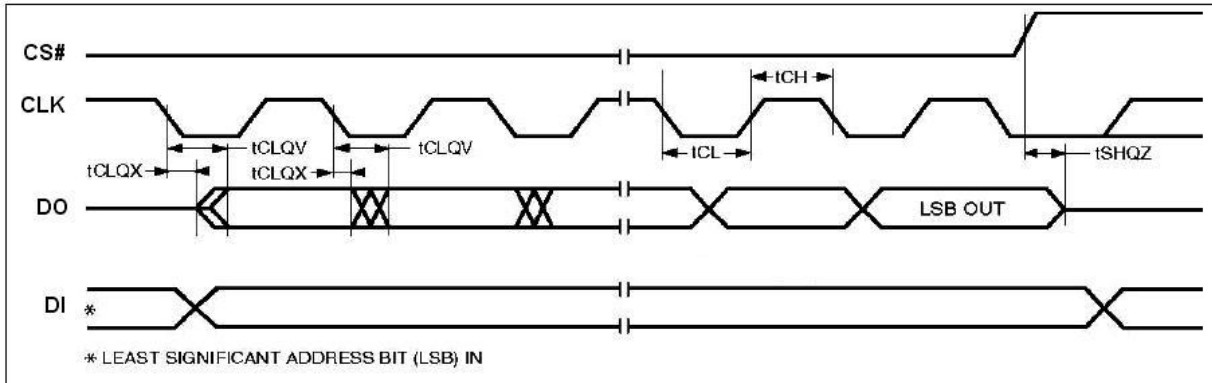 CS#
tCH
CLK
tCLQV
tCLQV
tCL
tSHQZ
tCLQX
tCLQX
DO
LSB OUT
DI
*
* LEAST SIGNIFICANT ADDRESS BIT (LSB) IN